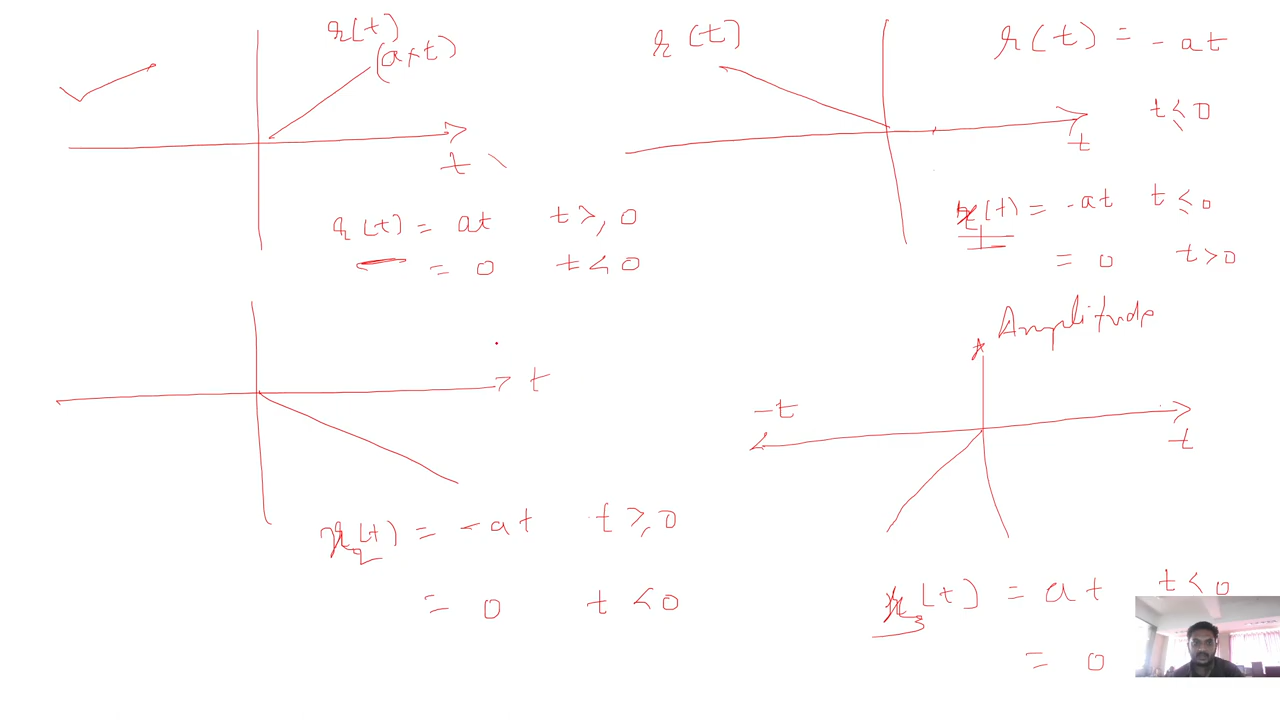 r(t)
(a×t)
t
r(t) = at t ≥ 0
= 0 t < 0
r(t)
t
r(t) = -at
t ≤ 0
(t) = -at t ≤ 0
= 0 t > 0
t
(t) = -at t ≥ 0
= 0 t < 0
Amplitude
-t
t
(t) = at t < 0
= 0